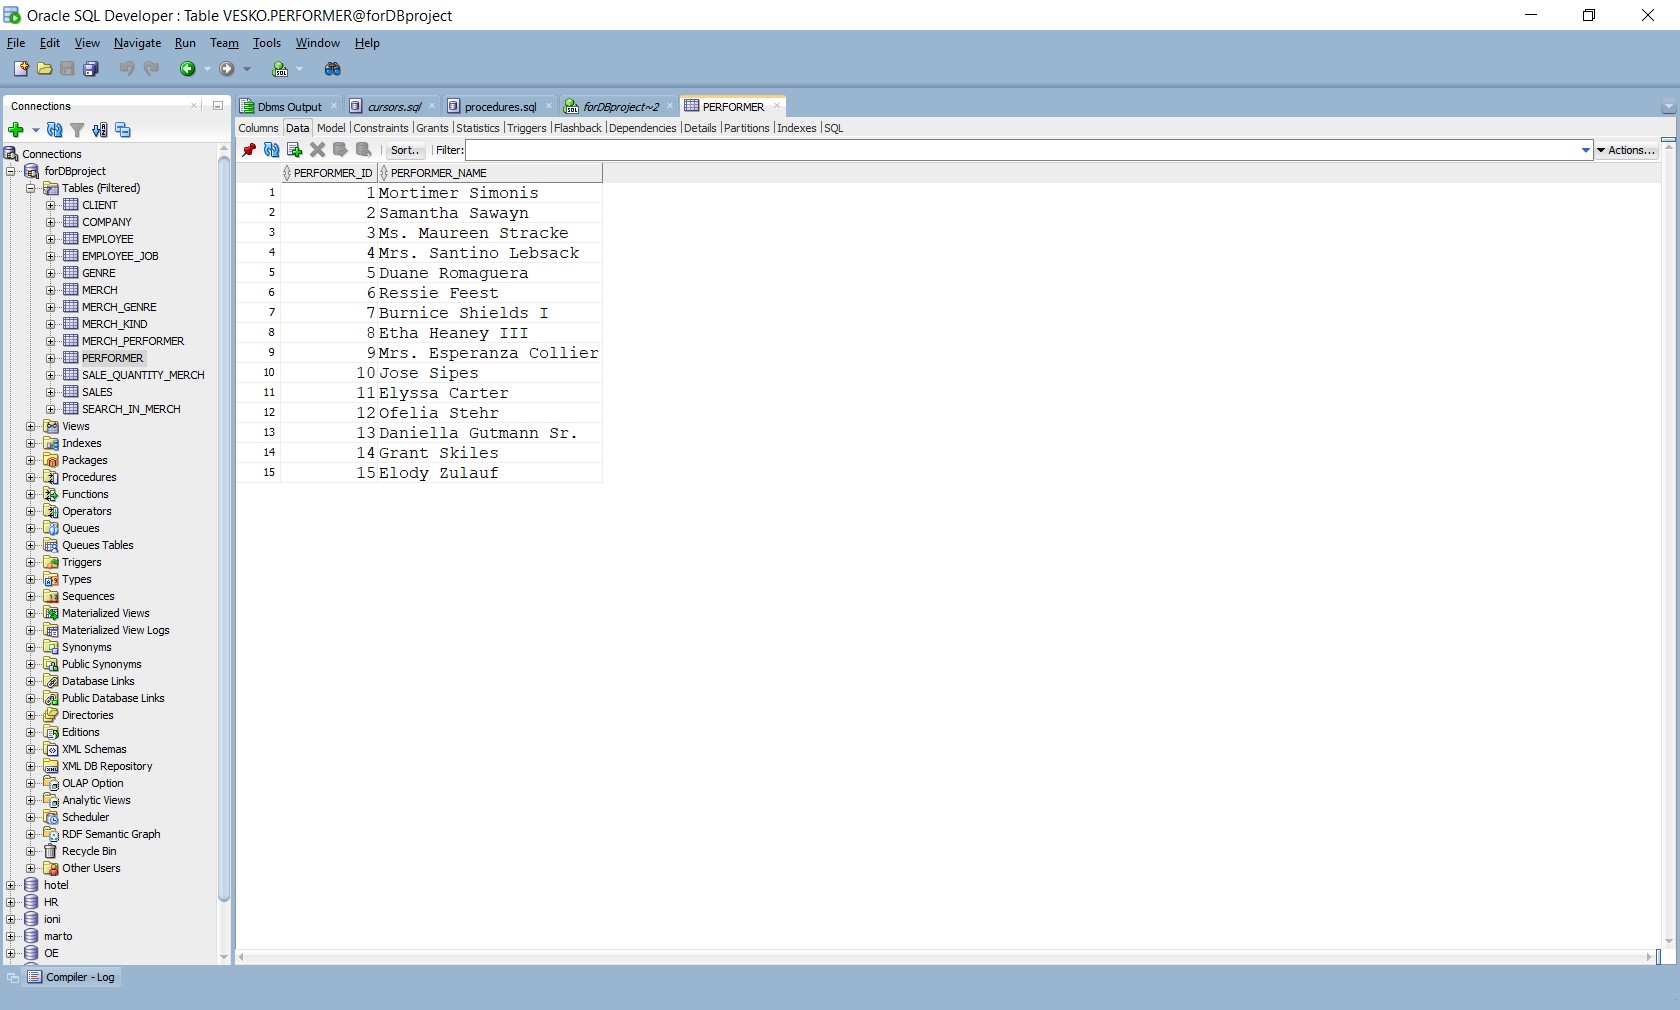 Oracle SQL Developer : Table VESKO.PERFORMER@forDBproject
File Edit View Navigate Run Team Tools Window Help
Connections
Dbms Output cursors.sql procedures.sql forDBproject~2 PERFORMER
Columns Data Model Constraints Grants Statistics Triggers Flashback Dependencies Details Partitions Indexes SQL
Sort.. Filter: Actions...
Connections
forDBproject
Tables (Filtered)
CLIENT
COMPANY
EMPLOYEE
EMPLOYEE_JOB
GENRE
MERCH
MERCH_GENRE
MERCH_KIND
MERCH_PERFORMER
PERFORMER
SALE_QUANTITY_MERCH
SALES
SEARCH_IN_MERCH
Views
Indexes
Packages
Procedures
Functions
Operators
Queues
Queues Tables
Triggers
Types
Sequences
Materialized Views
Materialized View Logs
Synonyms
Public Synonyms
Database Links
Public Database Links
Directories
Editions
XML Schemas
XML DB Repository
OLAP Option
Analytic Views
Scheduler
RDF Semantic Graph
Recycle Bin
Other Users
hotel
HR
ioni
marto
OE
PERFORMER_ID PERFORMER_NAME
1 1 Mortimer Simonis
2 2 Samantha Sawayn
3 3 Ms. Maureen Stracke
4 4 Mrs. Santino Lebsack
5 5 Duane Romaguera
6 6 Ressie Feest
7 7 Burnice Shields I
8 8 Etha Heaney III
9 9 Mrs. Esperanza Collier
10 10 Jose Sipes
11 11 Elyssa Carter
12 12 Ofelia Stehr
13 13 Daniella Gutmann Sr.
14 14 Grant Skiles
15 15 Elody Zulauf
Compiler - Log